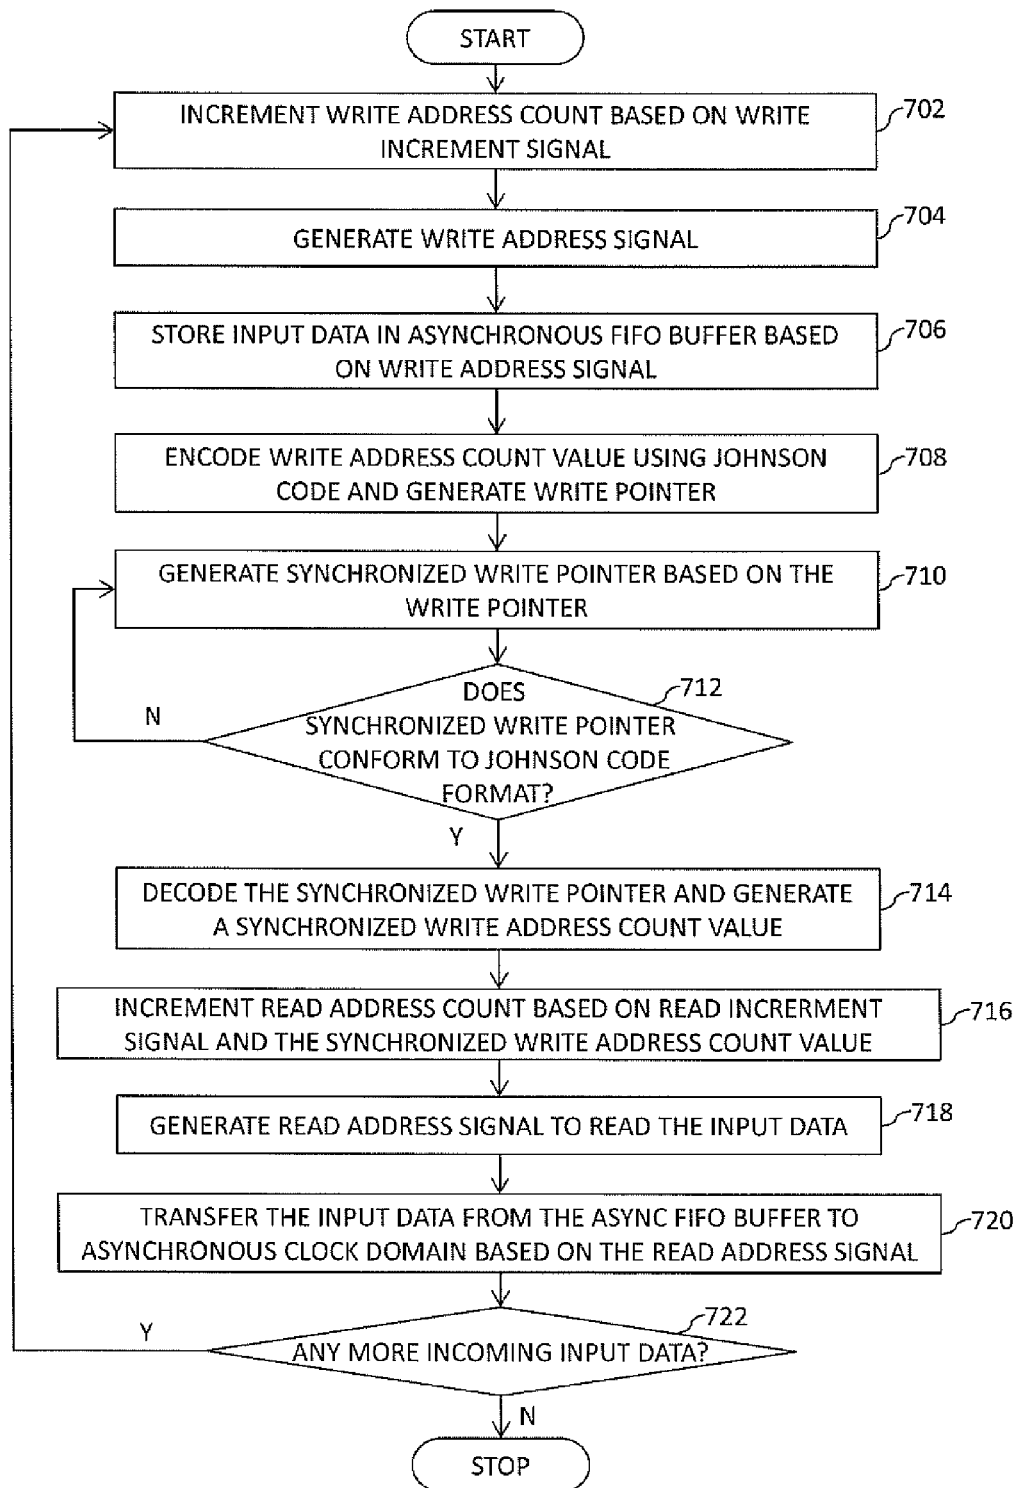 START
INCREMENT WRITE ADDRESS COUNT BASED ON WRITE
INCREMENT SIGNAL
702
GENERATE WRITE ADDRESS SIGNAL
704
STORE INPUT DATA IN ASYNCHRONOUS FIFO BUFFER BASED
ON WRITE ADDRESS SIGNAL
706
ENCODE WRITE ADDRESS COUNT VALUE USING JOHNSON
CODE AND GENERATE WRITE POINTER
708
GENERATE SYNCHRONIZED WRITE POINTER BASED ON THE
WRITE POINTER
710
DOES
SYNCHRONIZED WRITE POINTER
CONFORM TO JOHNSON CODE
FORMAT?
712
N
Y
DECODE THE SYNCHRONIZED WRITE POINTER AND GENERATE
A SYNCHRONIZED WRITE ADDRESS COUNT VALUE
714
INCREMENT READ ADDRESS COUNT BASED ON READ INCRERMENT
SIGNAL AND THE SYNCHRONIZED WRITE ADDRESS COUNT VALUE
716
GENERATE READ ADDRESS SIGNAL TO READ THE INPUT DATA
718
TRANSFER THE INPUT DATA FROM THE ASYNC FIFO BUFFER TO
ASYNCHRONOUS CLOCK DOMAIN BASED ON THE READ ADDRESS SIGNAL
720
ANY MORE INCOMING INPUT DATA?
722
Y
N
STOP